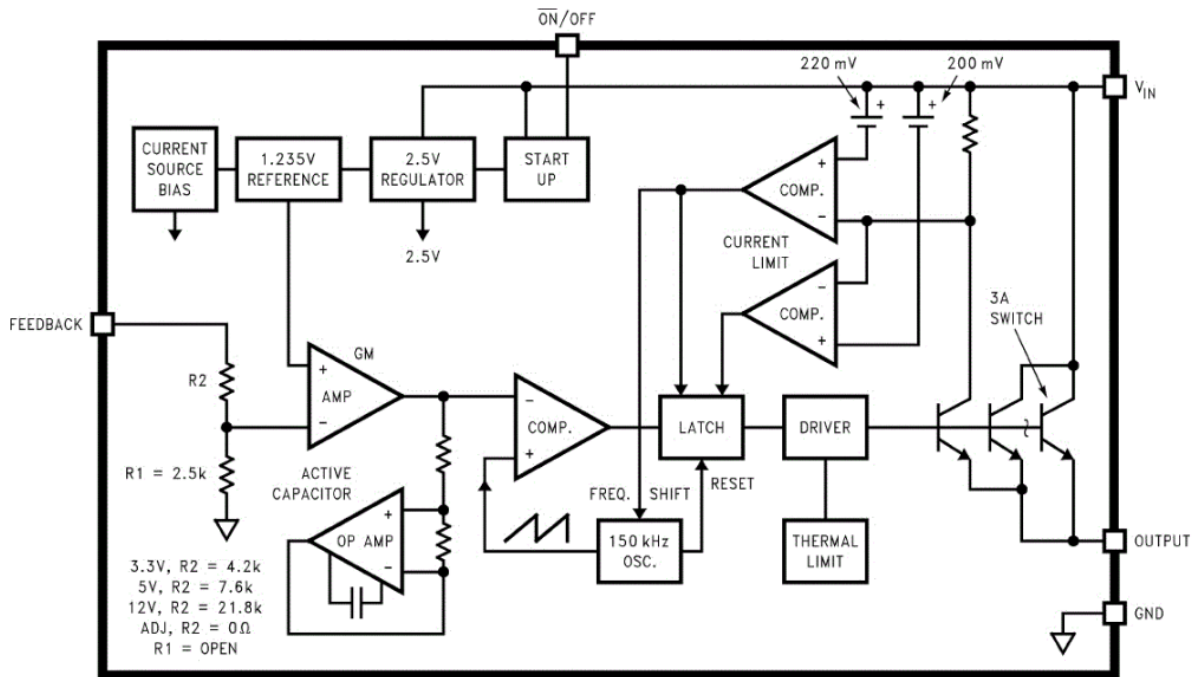 ON/OFF
220 mV
200 mV
VIN
CURRENT
SOURCE
BIAS
1.235V
REFERENCE
2.5V
REGULATOR
START
UP
+
+
+
COMP.
−
2.5V
CURRENT
LIMIT
−
COMP.
+
3A
SWITCH
FEEDBACK
R2
GM
+
AMP
−
−
COMP.
+
LATCH
DRIVER
R1 = 2.5k
ACTIVE
CAPACITOR
FREQ. SHIFT
RESET
+
OP AMP
−
150 kHz
OSC.
THERMAL
LIMIT
OUTPUT
3.3V, R2 = 4.2k
5V, R2 = 7.6k
12V, R2 = 21.8k
ADJ, R2 = 0Ω
R1 = OPEN
GND